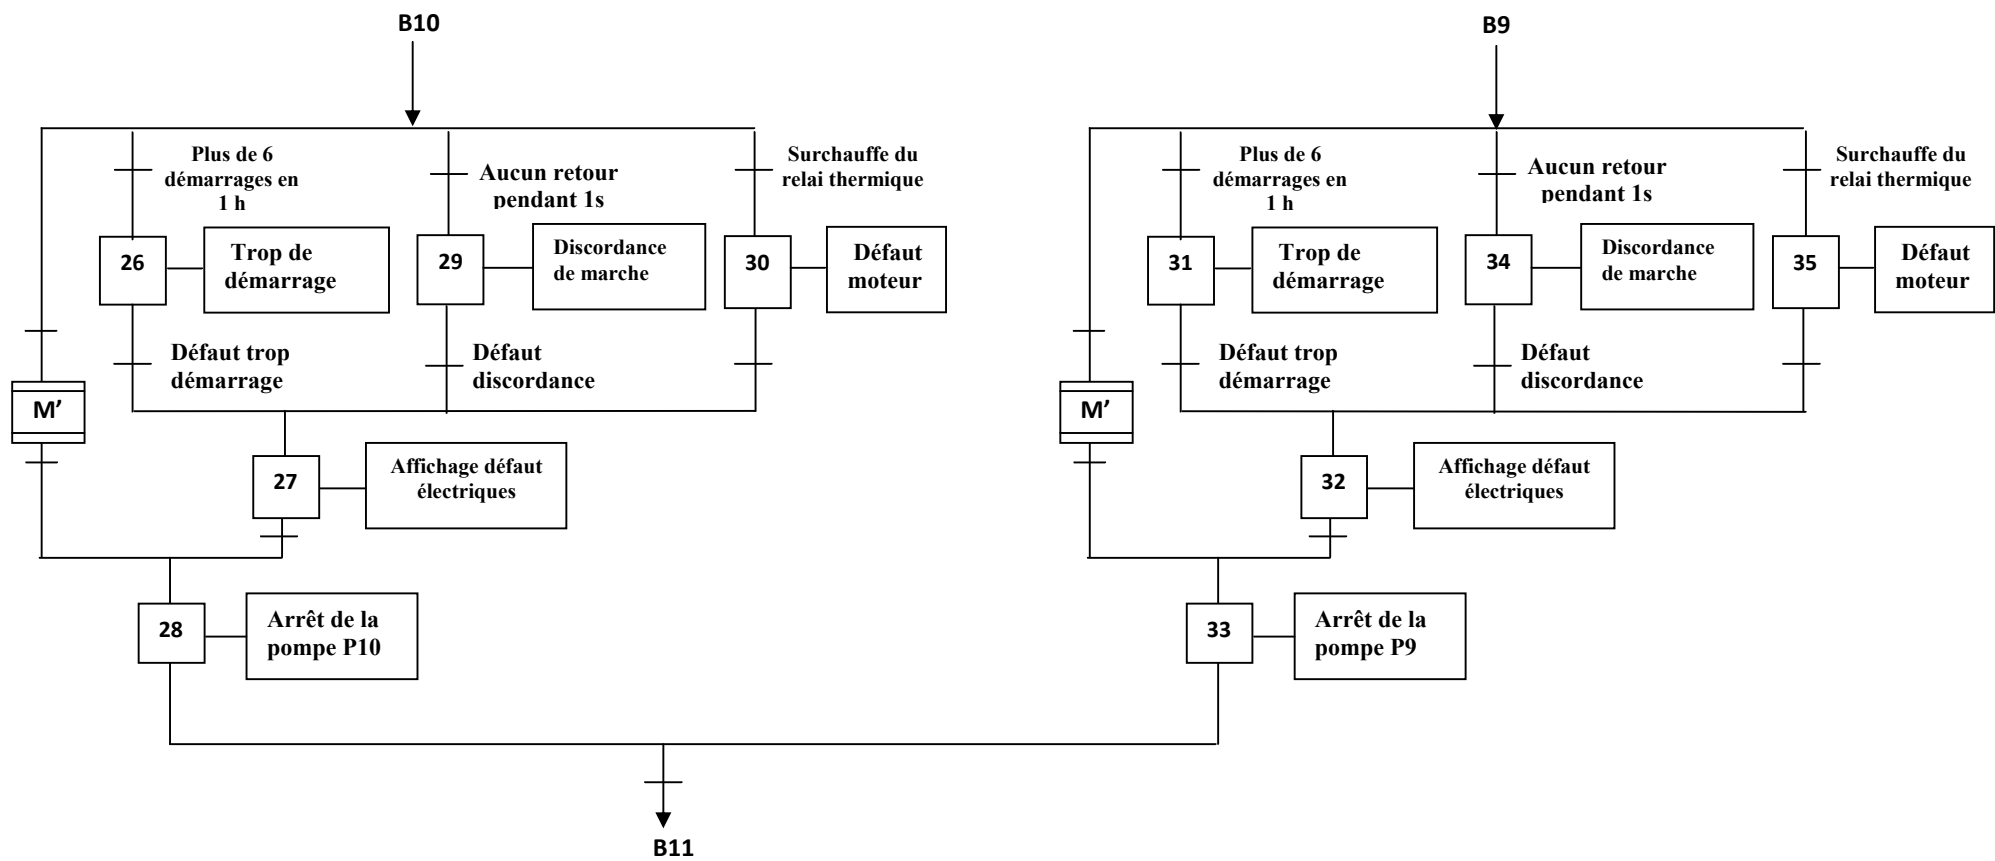 B10
B9
Plus de 6
démarrages en
1 h
Aucun retour
pendant 1s
Surchauffe du
relai thermique
Plus de 6
démarrages en
1 h
Aucun retour
pendant 1s
Surchauffe du
relai thermique
26
Trop de
démarrage
29
Discordance
de marche
30
Défaut
moteur
31
Trop de
démarrage
34
Discordance
de marche
35
Défaut
moteur
Défaut trop
démarrage
Défaut
discordance
Défaut trop
démarrage
Défaut
discordance
M’
M’
27
Affichage défaut
électriques
32
Affichage défaut
électriques
28
Arrêt de la
pompe P10
33
Arrêt de la
pompe P9
B11